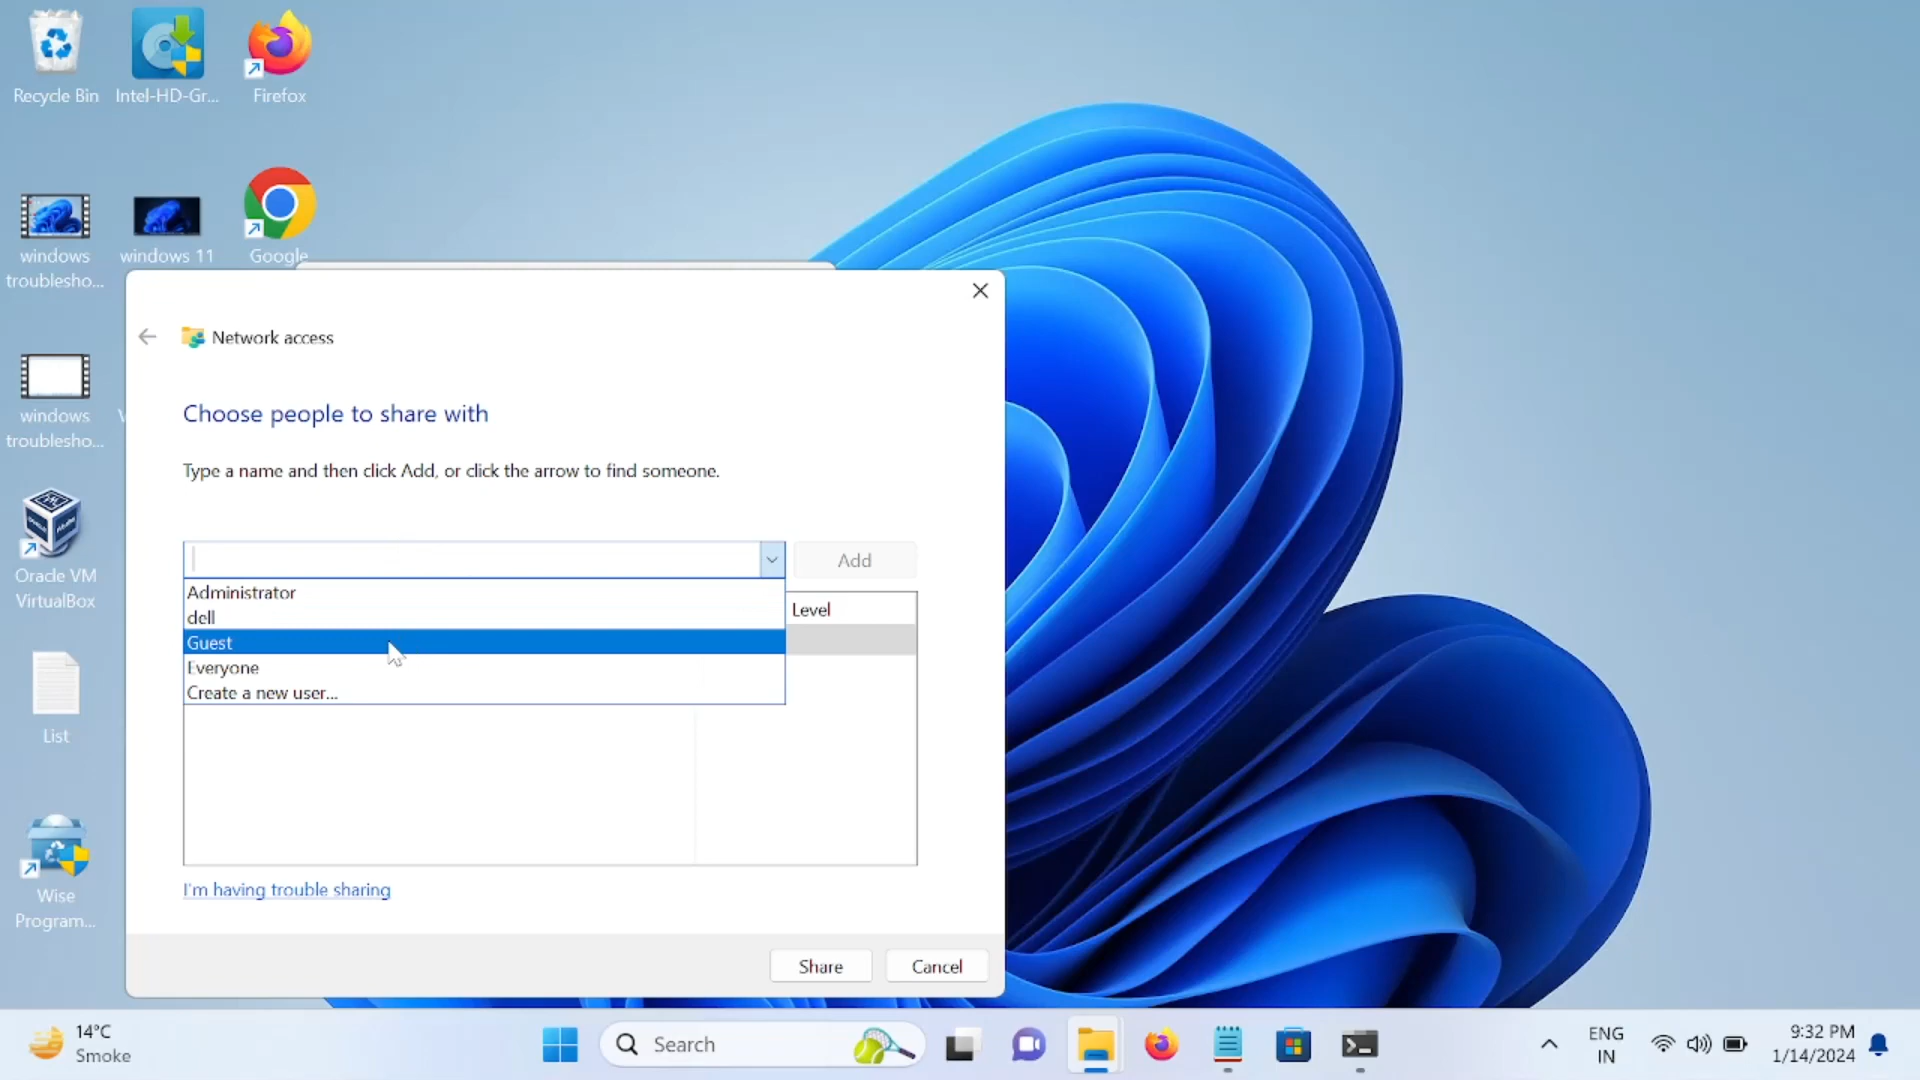 Recycle Bin
Intel-HD-Gr...
Firefox
windows
troublesho...
windows 11
Google
windows
troublesho...
Oracle VM
VirtualBox
List
Wise
Program...
Network access
Choose people to share with
Type a name and then click Add, or click the arrow to find someone.
Add
Administrator
dell
Guest
Everyone
Create a new user...
Level
I'm having trouble sharing
Share
Cancel
14°C
Smoke
Search
ENG
IN
9:32 PM
1/14/2024